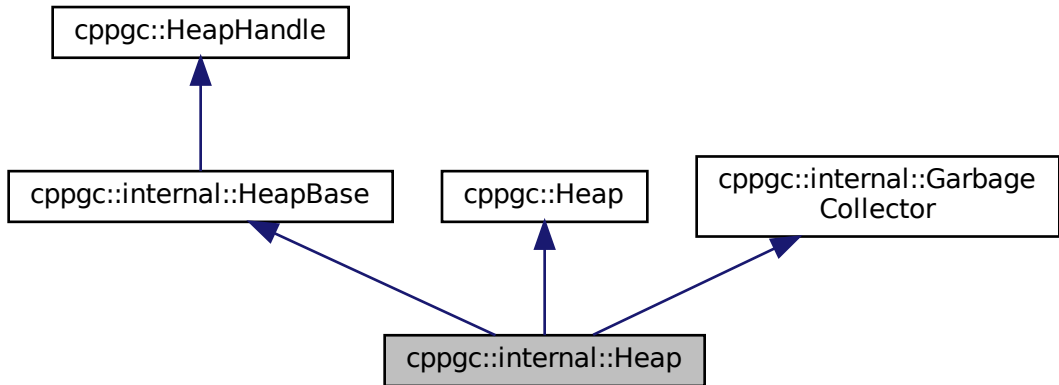 cppgc::HeapHandle
cppgc::internal::HeapBase
cppgc::Heap
cppgc::internal::Garbage
Collector
cppgc::internal::Heap